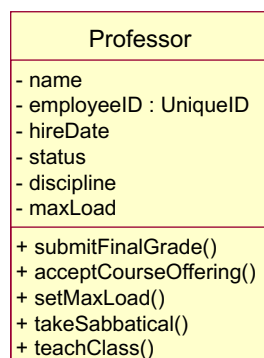 Professor
- name
- employeeID : UniqueID
- hireDate
- status
- discipline
- maxLoad
+ submitFinalGrade()
+ acceptCourseOffering()
+ setMaxLoad()
+ takeSabbatical()
+ teachClass()